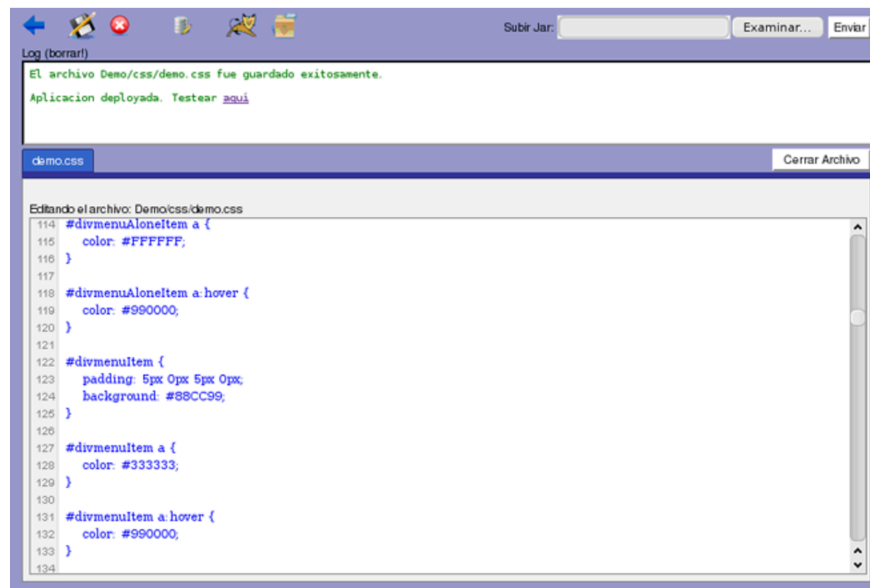 Subir Jar: Examinar... Enviar
Log (borrar!)
El archivo Demo/css/demo.css fue guardado exitosamente.
Aplicacion deployada. Testear aqui
demo.css Cerrar Archivo
Editando el archivo: Demo/css/demo.css
114 #divmenuAloneItem a {
115 color: #FFFFFF;
116 }
117
118 #divmenuAloneItem a:hover {
119 color: #990000;
120 }
121
122 #divmenuItem {
123 padding: 5px 0px 5px 0px;
124 background: #88CC99;
125 }
126
127 #divmenuItem a {
128 color: #333333;
129 }
130
131 #divmenuItem a:hover {
132 color: #990000;
133 }
134